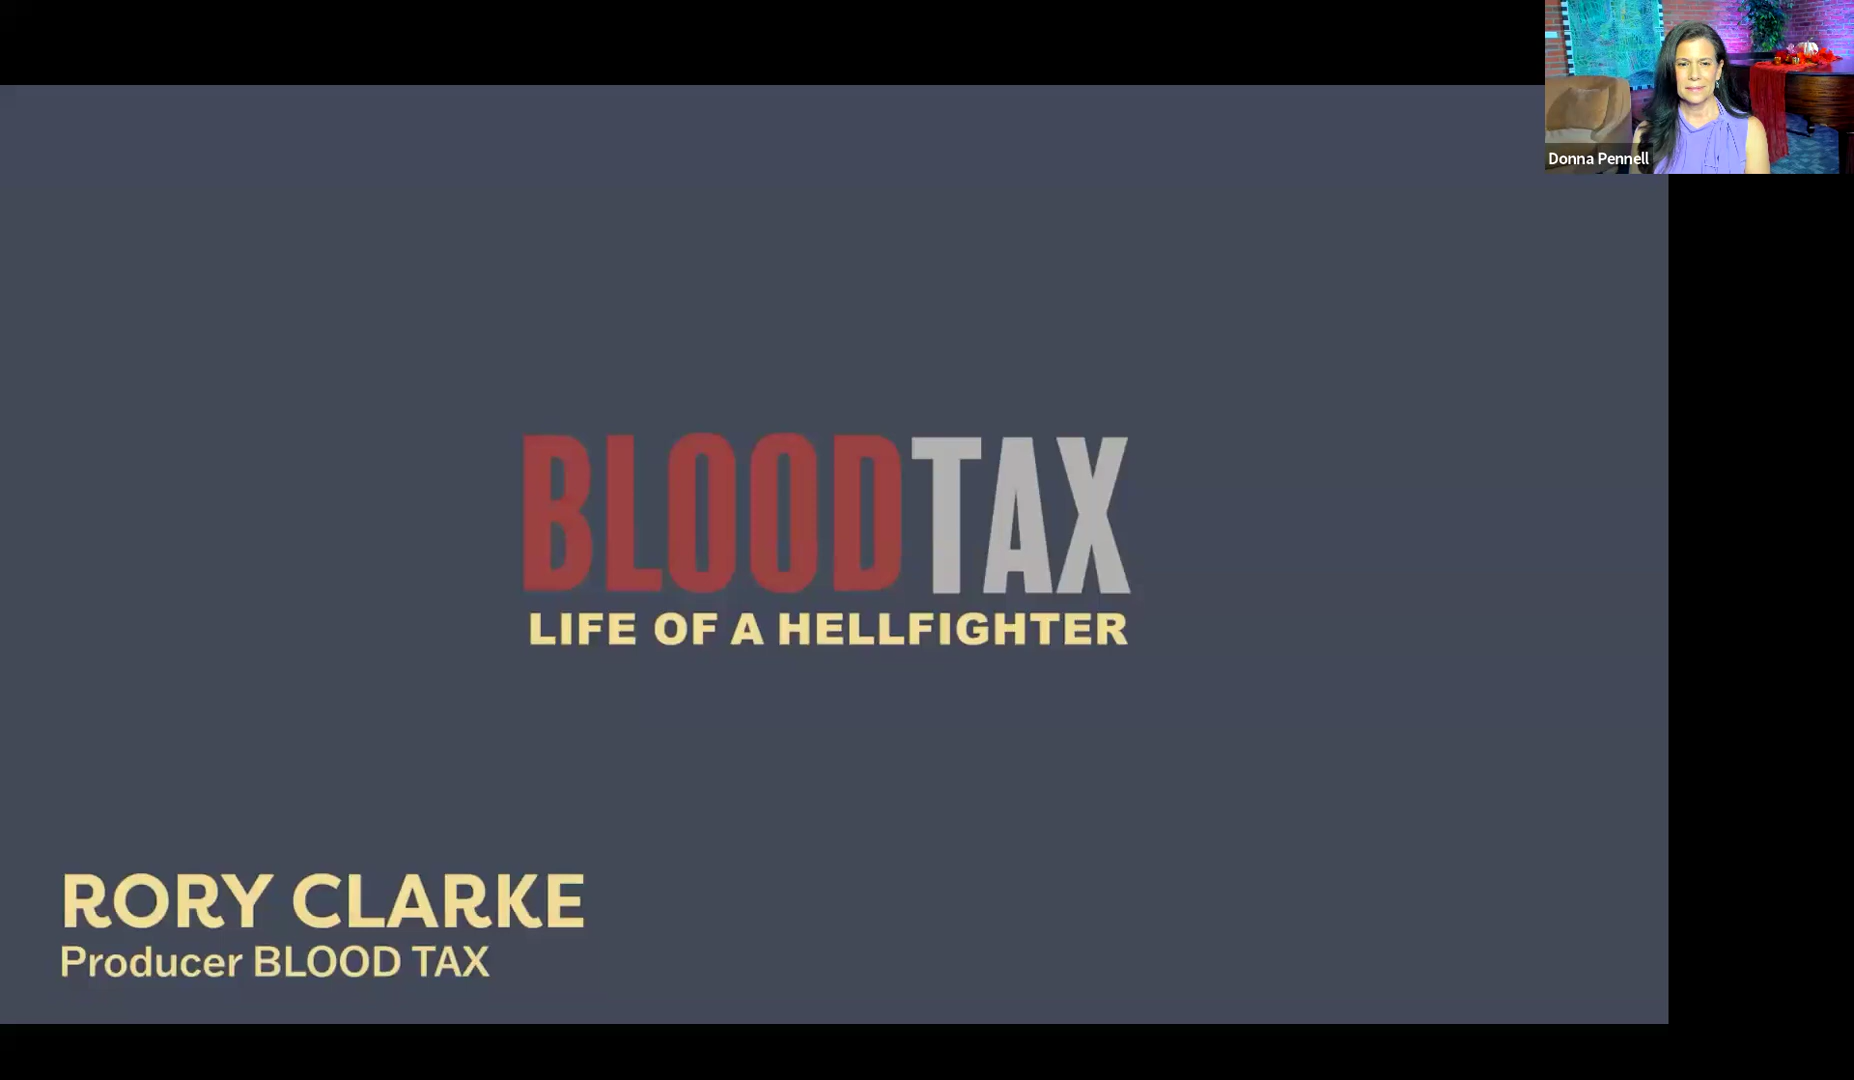 Donna Pennell
BLOODTAX
LIFE OF A HELLFIGHTER
RORY CLARKE
Producer BLOOD TAX